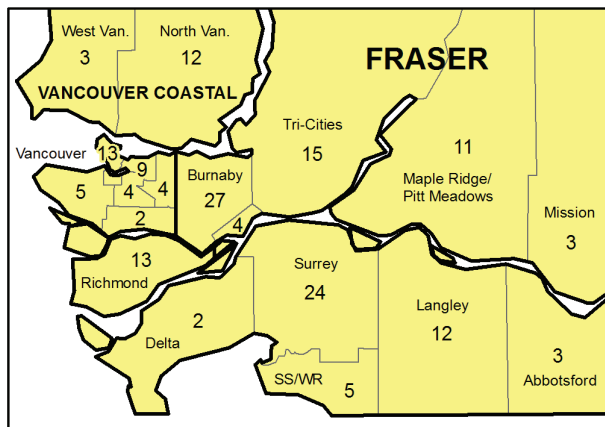 West Van.
3
North Van.
12
VANCOUVER COASTAL
FRASER
Tri-Cities
15
11
Maple Ridge/
Pitt Meadows
Mission
3
Vancouver
13
9
5
4
4
2
Burnaby
27
4
13
Richmond
Surrey
24
2
Delta
Langley
12
SS/WR
5
3
Abbotsford